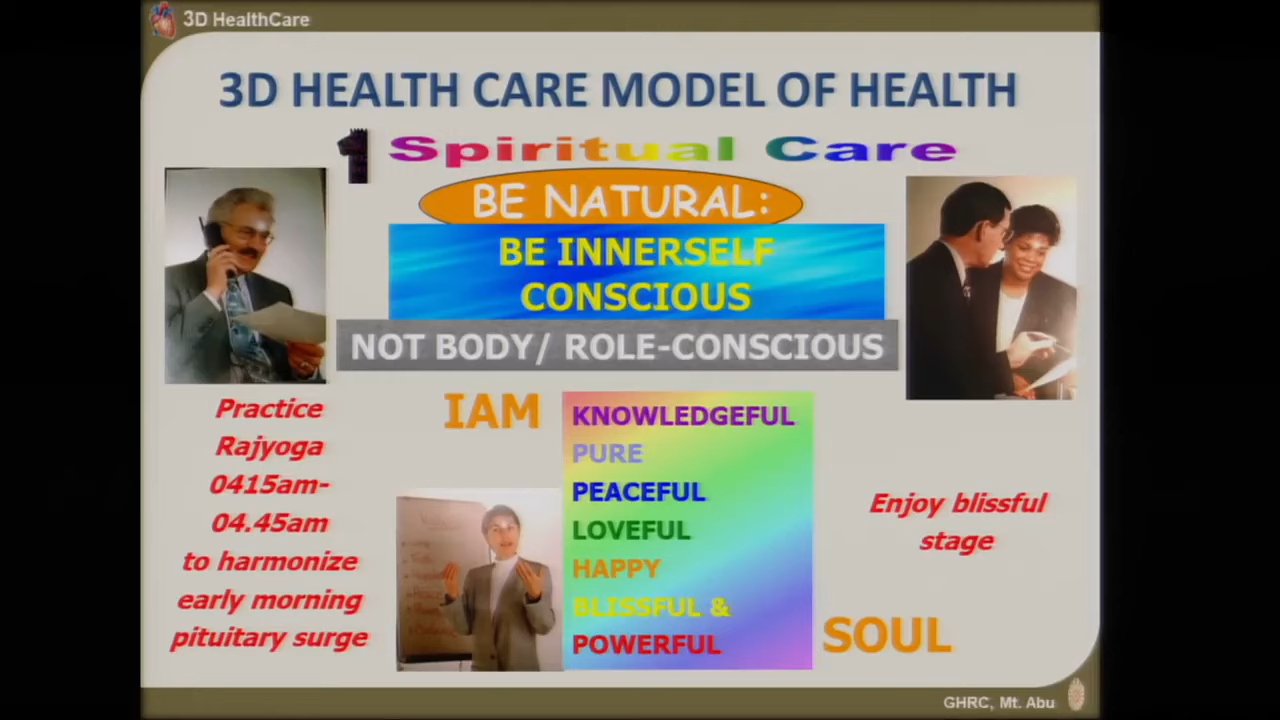 3D HealthCare
3D HEALTH CARE MODEL OF HEALTH
1 Spiritual Care
BE NATURAL:
BE INNERSELF
CONSCIOUS
NOT BODY/ ROLE-CONSCIOUS
Practice
Rajyoga
0415am-
04.45am
to harmonize
early morning
pituitary surge
IAM
KNOWLEDGEFUL
PURE
PEACEFUL
LOVEFUL
HAPPY
BLISSFUL &
POWERFUL
SOUL
Enjoy blissful
stage
GHRC, Mt. Abu